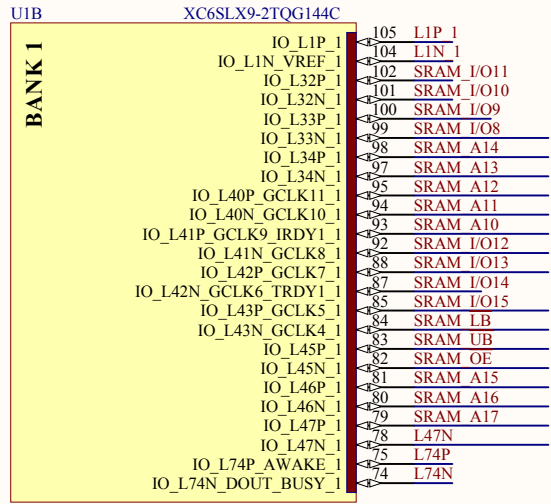 U1B XC6SLX9-2TQG144C
BANK 1
IO_L1P_1 105 L1P_1
IO_L1N_VREF_1 104 L1N_1
IO_L32P_1 102 SRAM_I/O11
IO_L32N_1 101 SRAM_I/O10
IO_L33P_1 100 SRAM_I/O9
IO_L33N_1 99 SRAM_I/O8
IO_L34P_1 98 SRAM_A14
IO_L34N_1 97 SRAM_A13
IO_L40P_GCLK11_1 95 SRAM_A12
IO_L40N_GCLK10_1 94 SRAM_A11
IO_L41P_GCLK9_IRDY1_1 93 SRAM_A10
IO_L41N_GCLK8_1 92 SRAM_I/O12
IO_L42P_GCLK7_1 88 SRAM_I/O13
IO_L42N_GCLK6_TRDY1_1 87 SRAM_I/O14
IO_L43P_GCLK5_1 85 SRAM_I/O15
IO_L43N_GCLK4_1 84 SRAM_LB
IO_L45P_1 83 SRAM_UB
IO_L45N_1 82 SRAM_OE
IO_L46P_1 81 SRAM_A15
IO_L46N_1 80 SRAM_A16
IO_L47P_1 79 SRAM_A17
IO_L47N_1 78 L47N
IO_L74P_AWAKE_1 75 L74P
IO_L74N_DOUT_BUSY_1 74 L74N